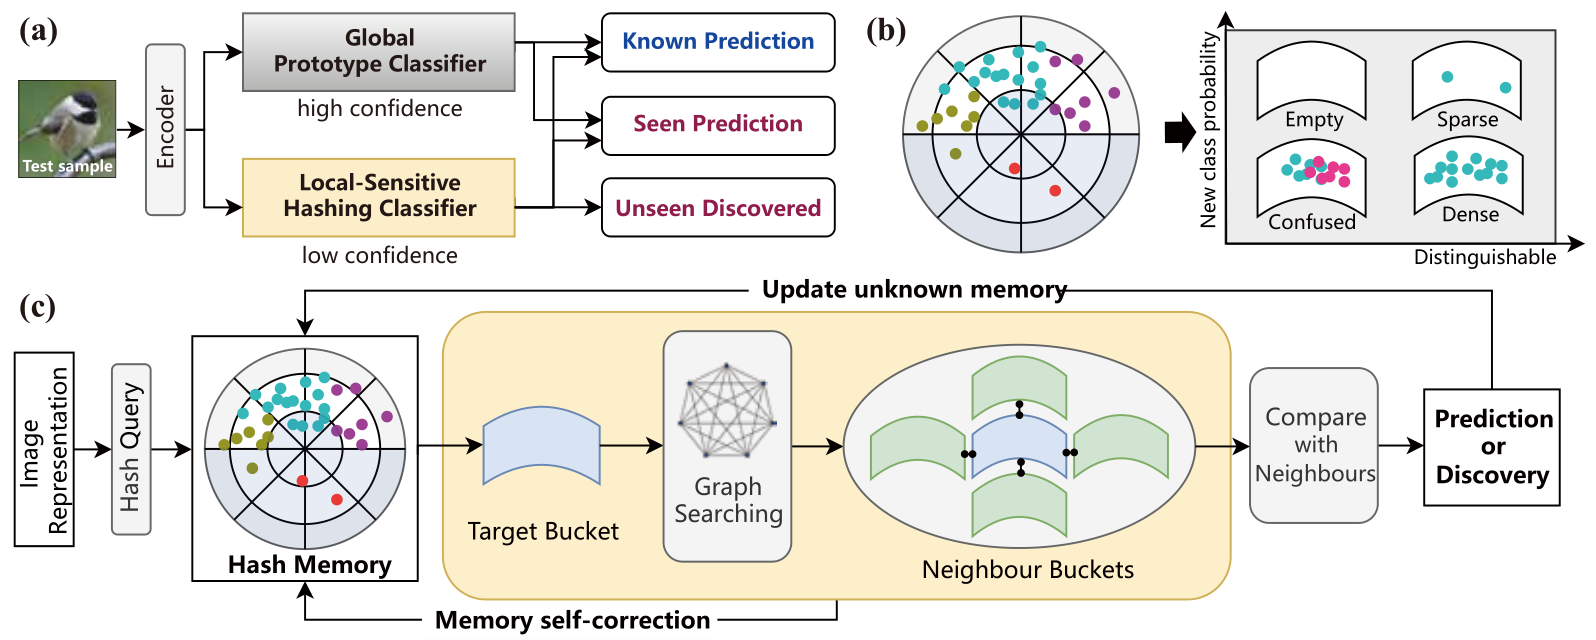 (a)
Test sample
Encoder
Global
Prototype Classifier
high confidence
Local-Sensitive
Hashing Classifier
low confidence
Known Prediction
Seen Prediction
Unseen Discovered
(b)
New class probability
Empty
Sparse
Confused
Dense
Distinguishable
(c)
Update unknown memory
Image
Representation
Hash Query
Hash Memory
Target Bucket
Graph
Searching
Neighbour Buckets
Compare
with
Neighbours
Prediction
or
Discovery
Memory self-correction